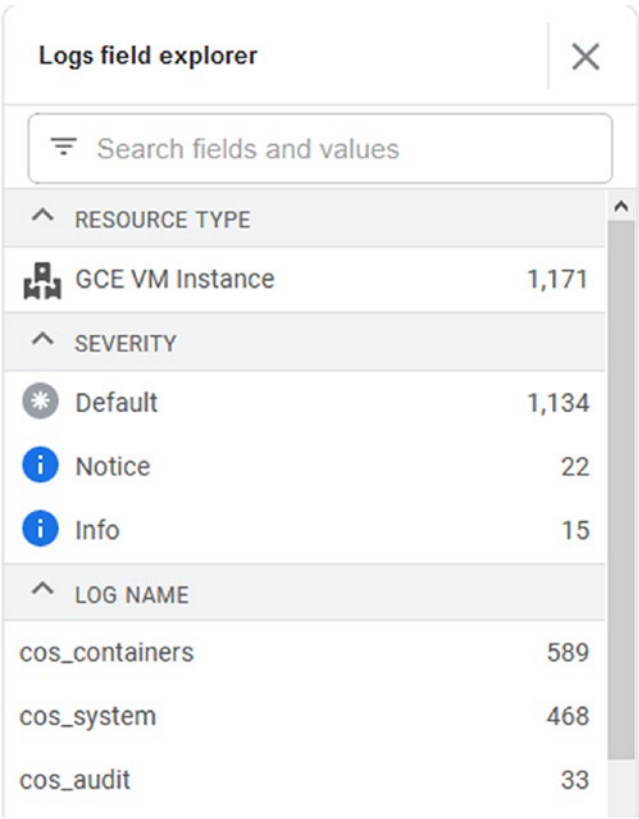 Logs field explorer
Search fields and values
RESOURCE TYPE
GCE VM Instance 1,171
SEVERITY
Default 1,134
Notice 22
Info 15
LOG NAME
cos_containers 589
cos_system 468
cos_audit 33